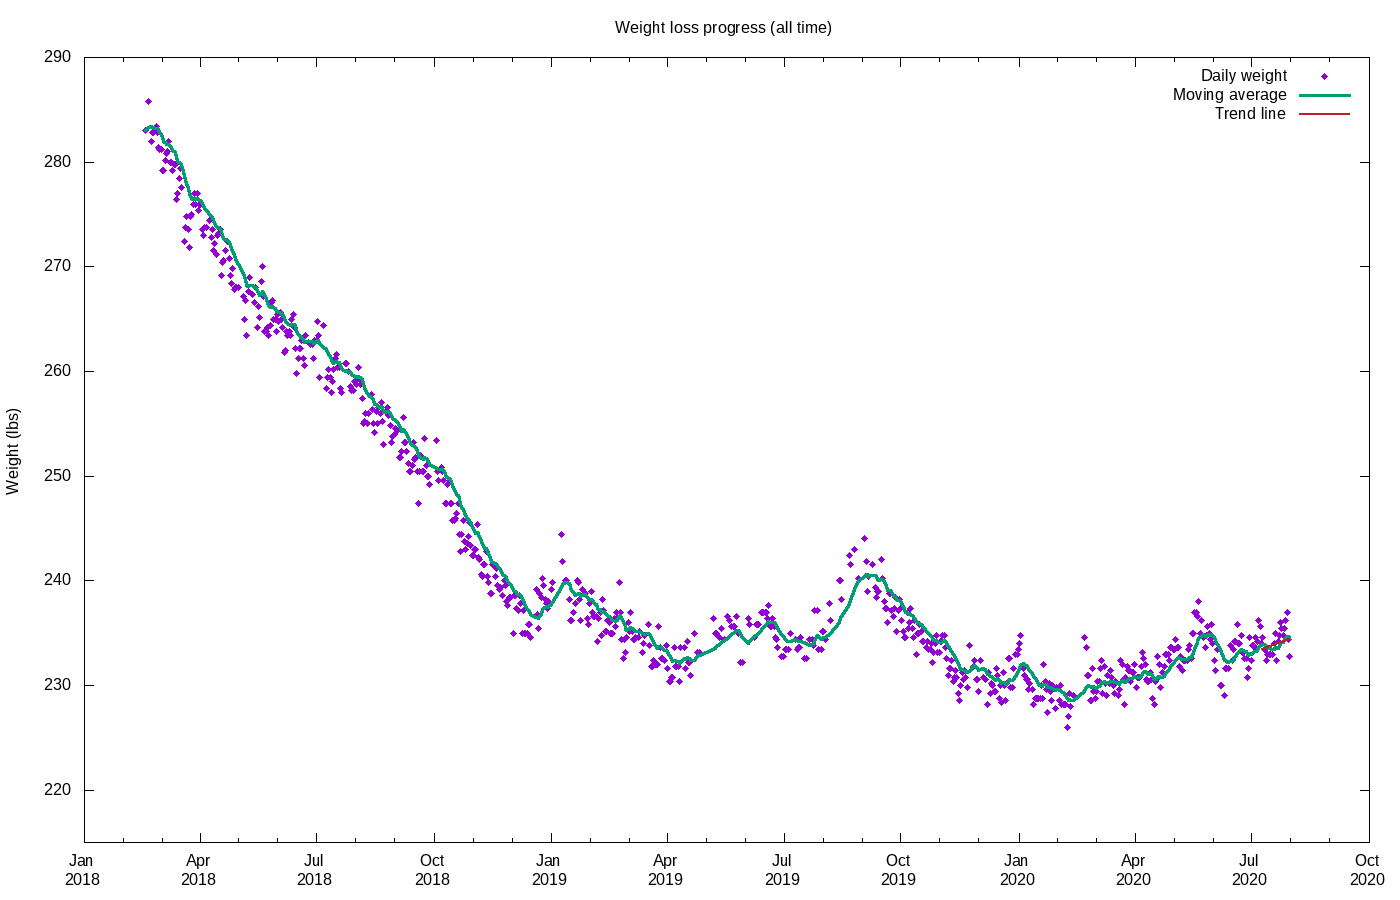 Weight loss progress (all time)
Daily weight
Moving average
Trend line
Weight (lbs)
290
280
270
260
250
240
230
220
Jan Apr Jul Oct Jan Apr Jul Oct Jan Apr Jul Oct
2018 2018 2018 2018 2019 2019 2019 2019 2020 2020 2020 2020